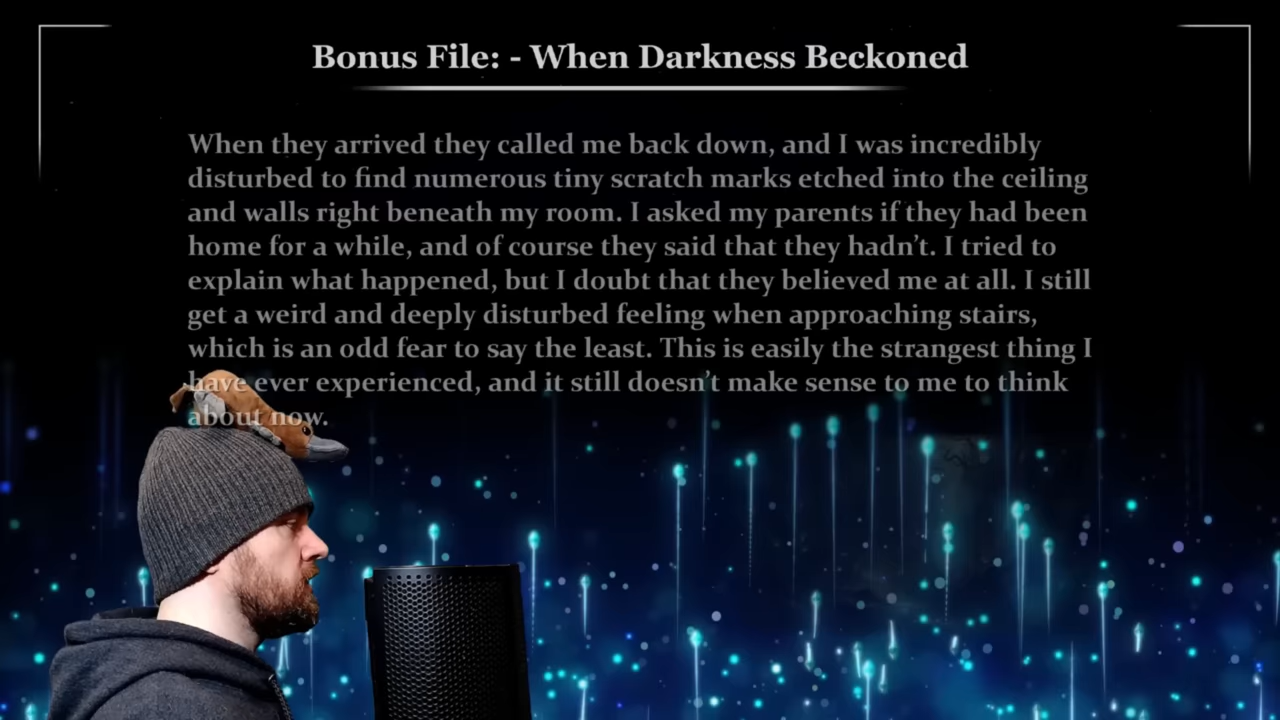 Bonus File: - When Darkness Beckoned
When they arrived they called me back down, and I was incredibly
disturbed to find numerous tiny scratch marks etched into the ceiling
and walls right beneath my room. I asked my parents if they had been
home for a while, and of course they said that they hadn't. I tried to
explain what happened, but I doubt that they believed me at all. I still
get a weird and deeply disturbed feeling when approaching stairs,
which is an odd fear to say the least. This is easily the strangest thing I
have ever experienced, and it still doesn't make sense to me to think
about now.